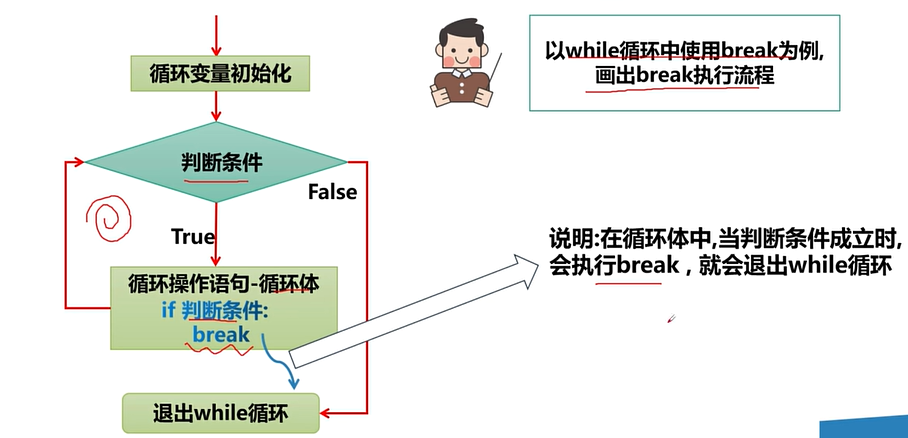 循环变量初始化
以while循环中使用break为例,
画出break执行流程
判断条件
False
True
说明:在循环体中,当判断条件成立时,
会执行break，就会退出while循环
循环操作语句-循环体
if 判断条件:
break
退出while循环